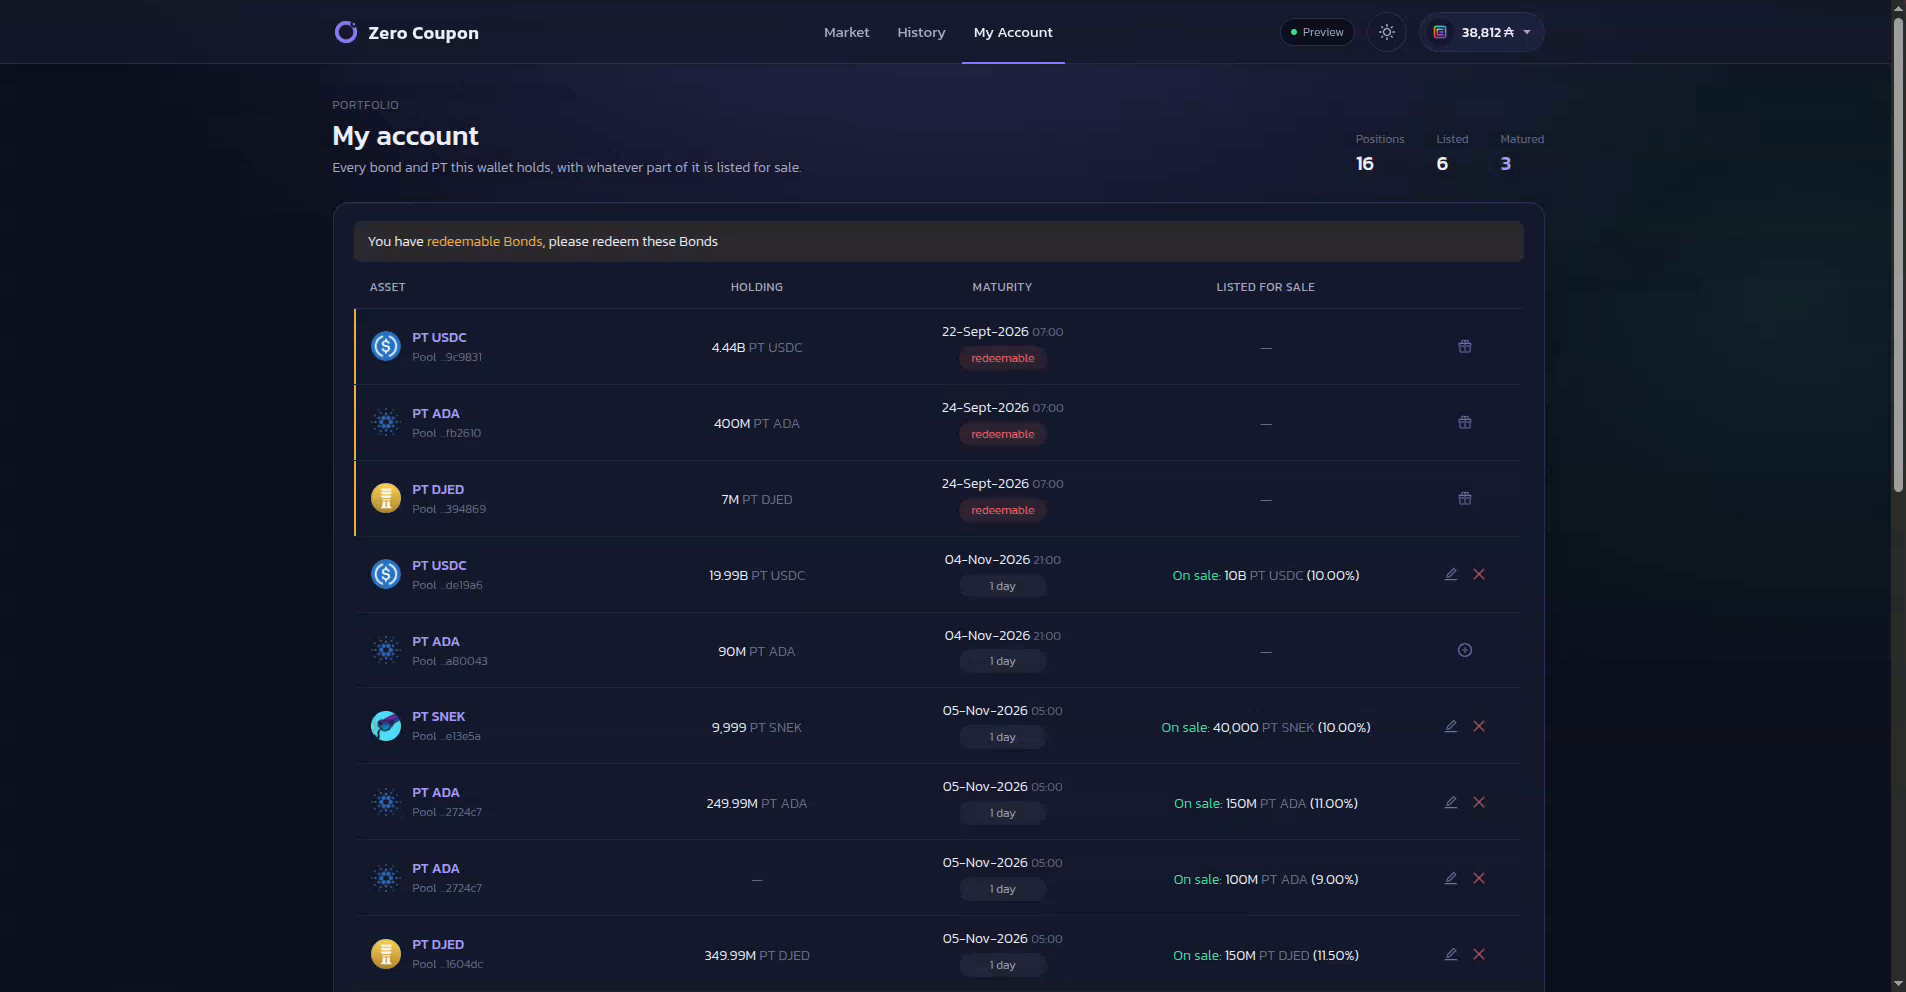 Zero Coupon
Market
History
My Account
Preview
38,812 ₳
PORTFOLIO
My account
Every bond and PT this wallet holds, with whatever part of it is listed for sale.
Positions
Listed
Matured
16
6
3
You have redeemable Bonds, please redeem these Bonds
ASSET
HOLDING
MATURITY
LISTED FOR SALE
PT USDC
Pool ...9c9831
4.44B PT USDC
22-Sept-2026 07:00
redeemable
—
PT ADA
Pool ...fb2610
400M PT ADA
24-Sept-2026 07:00
redeemable
—
PT DJED
Pool ...394869
7M PT DJED
24-Sept-2026 07:00
redeemable
—
PT USDC
Pool ...de19a6
19.99B PT USDC
04-Nov-2026 21:00
1 day
On sale: 10B PT USDC (10.00%)
PT ADA
Pool ...a80043
90M PT ADA
04-Nov-2026 21:00
1 day
—
PT SNEK
Pool ...e13e5a
9,999 PT SNEK
05-Nov-2026 05:00
1 day
On sale: 40,000 PT SNEK (10.00%)
PT ADA
Pool ...2724c7
249.99M PT ADA
05-Nov-2026 05:00
1 day
On sale: 150M PT ADA (11.00%)
PT ADA
Pool ...2724c7
—
05-Nov-2026 05:00
1 day
On sale: 100M PT ADA (9.00%)
PT DJED
Pool ...1604dc
349.99M PT DJED
05-Nov-2026 05:00
1 day
On sale: 150M PT DJED (11.50%)